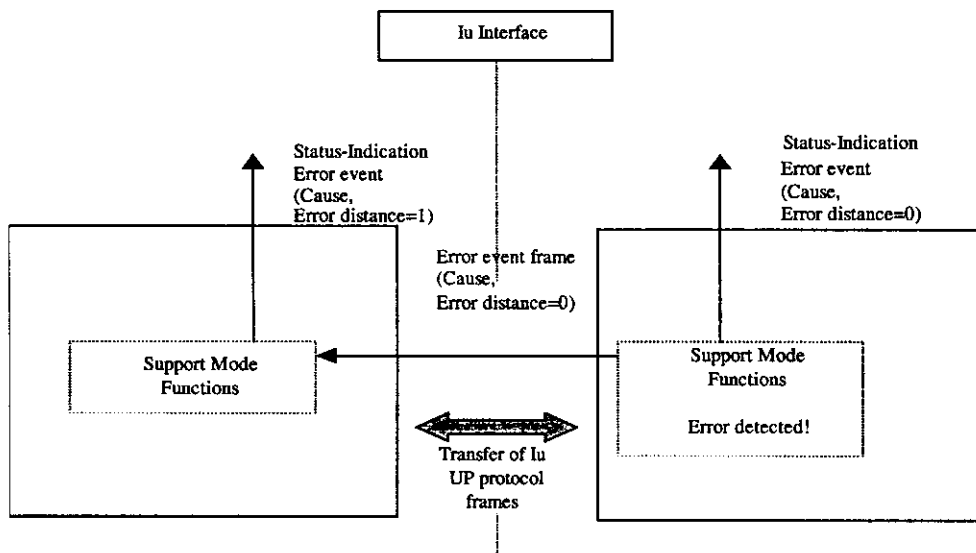 Iu Interface
Status-Indication
Error event
(Cause,
Error distance=1)
Status-Indication
Error event
(Cause,
Error distance=0)
Error event frame
(Cause,
Error distance=0)
Support Mode
Functions
Support Mode
Functions
Error detected!
Transfer of Iu
UP protocol
frames